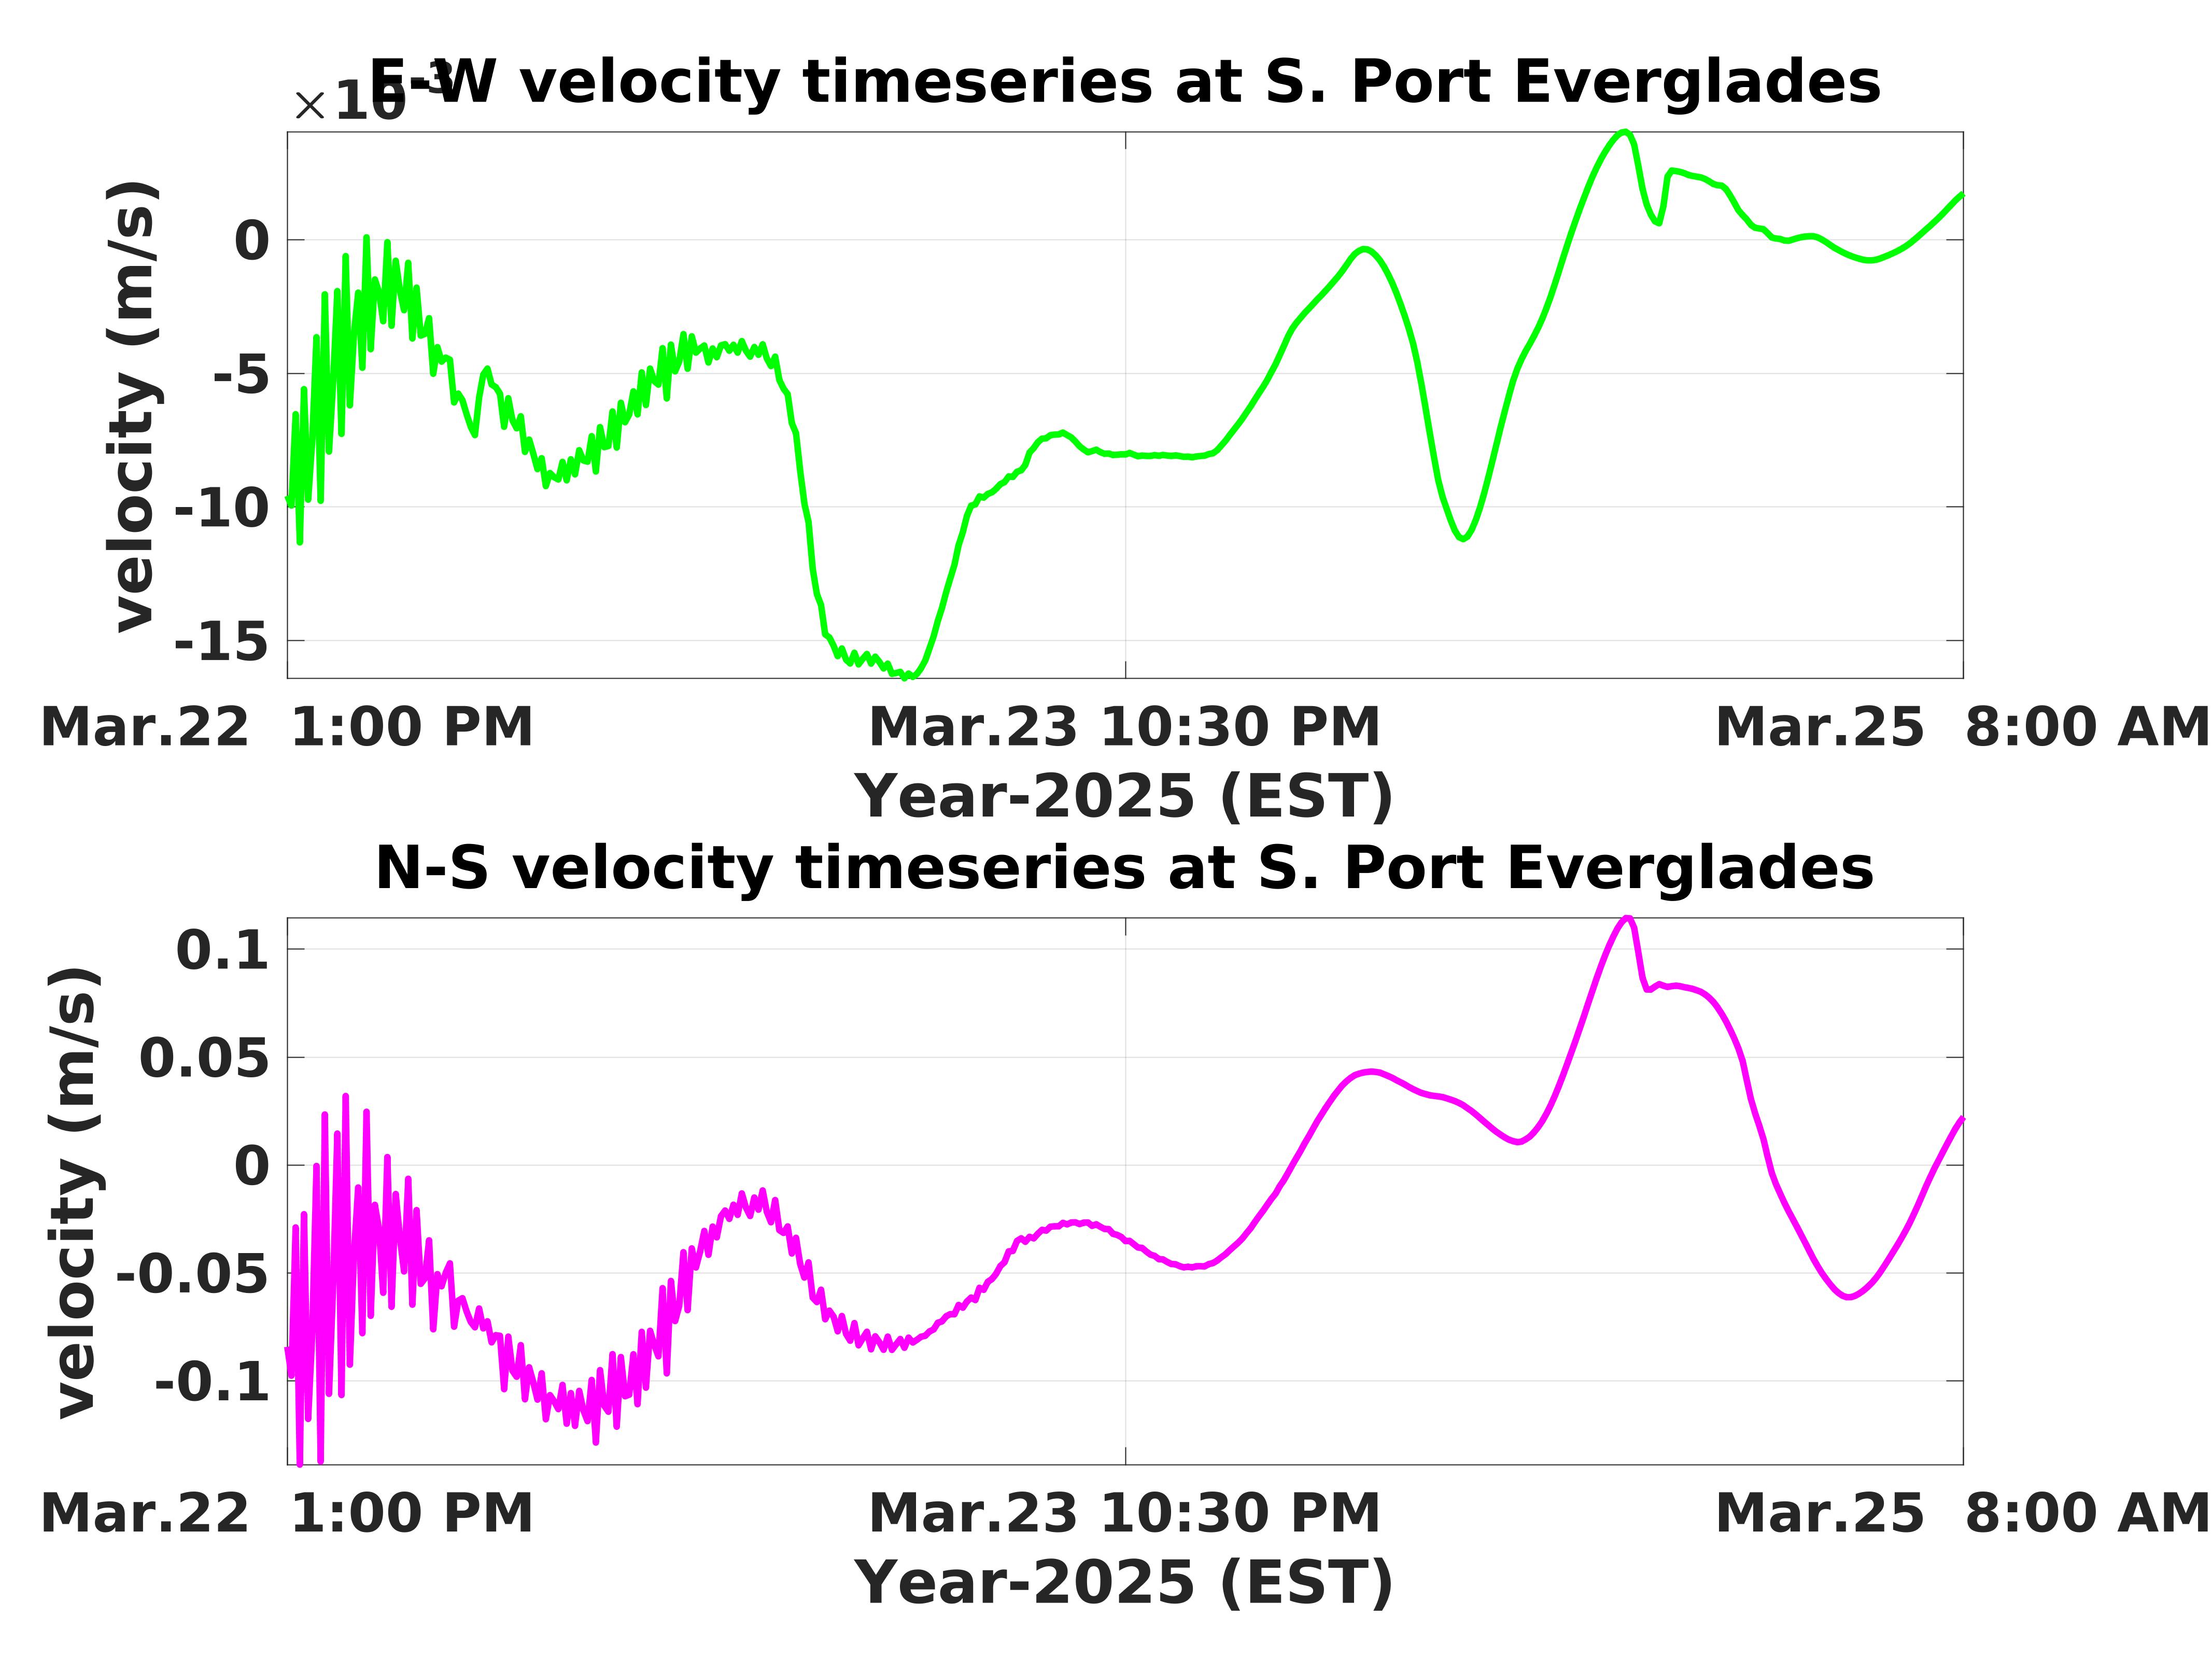 ×10-3
E-W velocity timeseries at S. Port Everglades
velocity (m/s)
0
-5
-10
-15
Mar.22 1:00 PM Mar.23 10:30 PM Mar.25 8:00 AM
Year-2025 (EST)
N-S velocity timeseries at S. Port Everglades
velocity (m/s)
0.1
0.05
0
-0.05
-0.1
Mar.22 1:00 PM Mar.23 10:30 PM Mar.25 8:00 AM
Year-2025 (EST)